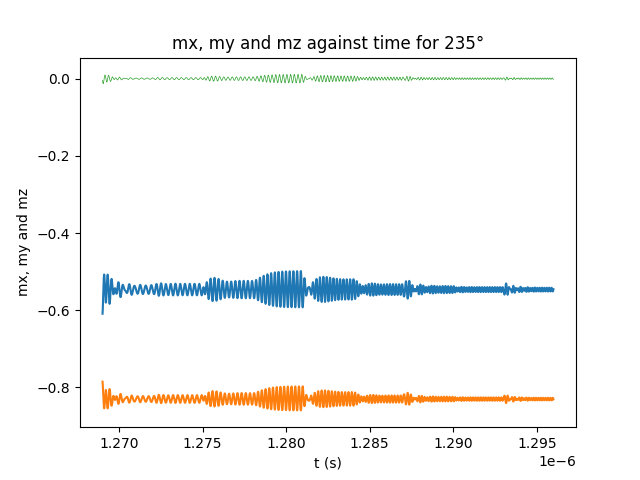 mx, my and mz against time for 235°
mx, my and mz
0.0
−0.2
−0.4
−0.6
−0.8
1.270 1.275 1.280 1.285 1.290 1.295
1e−6
t (s)